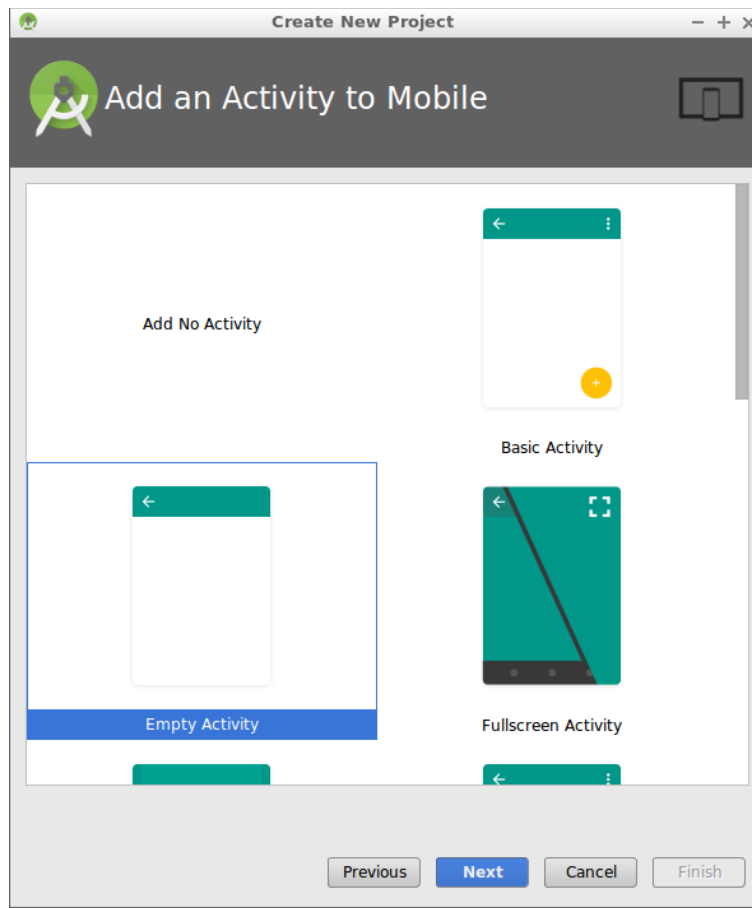 Create New Project
Add an Activity to Mobile
Add No Activity
Basic Activity
Empty Activity
Fullscreen Activity
Previous
Next
Cancel
Finish